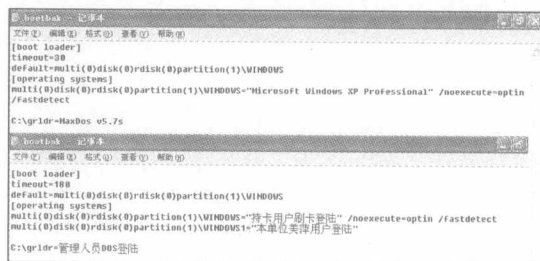 bootbak - 记事本
文件(F) 编辑(E) 格式(O) 查看(V) 帮助(H)
[boot loader]
timeout=30
default=multi(0)disk(0)rdisk(0)partition(1)\WINDOWS
[operating systems]
multi(0)disk(0)rdisk(0)partition(1)\WINDOWS="Microsoft Windows XP Professional" /noexecute=optin
/fastdetect
C:\grldr=MaxDos v5.7s
bootbak - 记事本
文件(F) 编辑(E) 格式(O) 查看(V) 帮助(H)
[boot loader]
timeout=180
default=multi(0)disk(0)rdisk(0)partition(1)\WINDOWS
[operating systems]
multi(0)disk(0)rdisk(0)partition(1)\WINDOWS="持卡用户刷卡登陆" /noexecute=optin /fastdetect
multi(0)disk(0)rdisk(0)partition(1)\WINDOWS1="本单位美萍用户登陆"
C:\grldr=管理人员DOS登陆